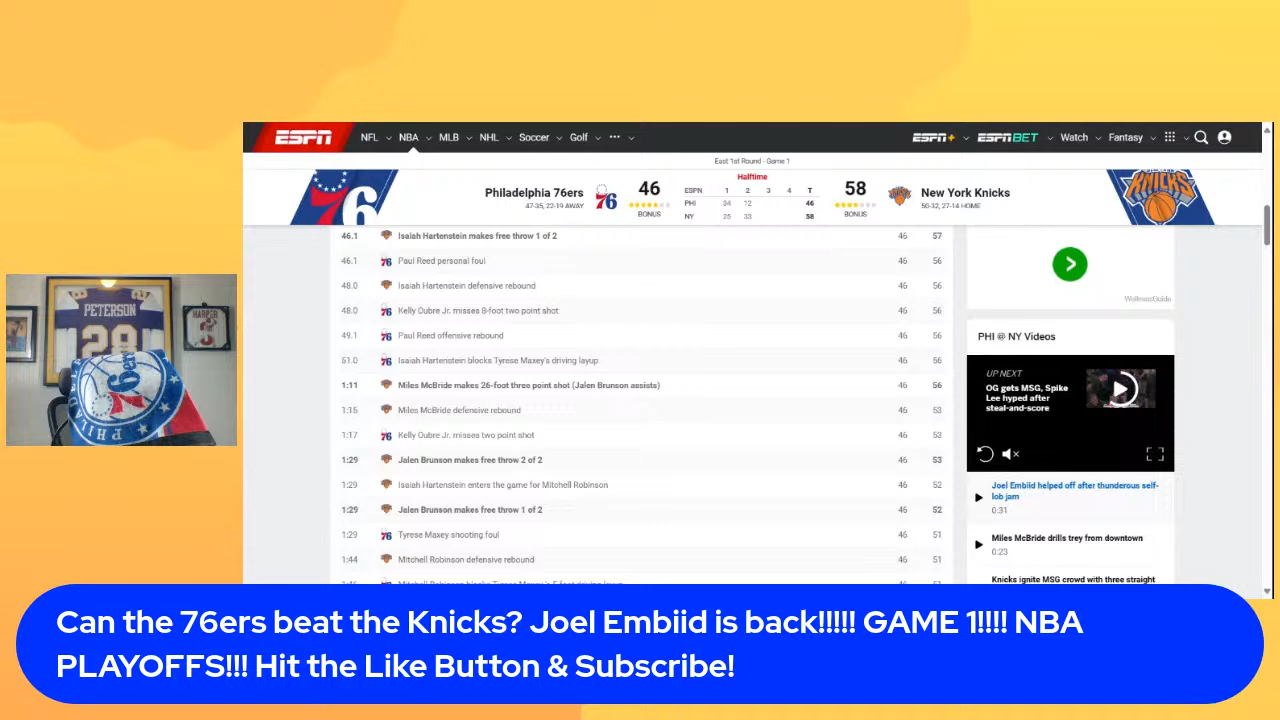 ESPN
NFL NBA MLB NHL Soccer Golf ... ESPN+ ESPN BET Watch Fantasy
East 1st Round - Game 1
Halftime
Philadelphia 76ers
47-35, 22-19 AWAY
76
46
BONUS
ESPN 1 2 3 4 T
PHI 34 12 46
NY 25 33 58
58
BONUS
New York Knicks
50-32, 27-14 HOME
KNICKS
46.1 Isaiah Hartenstein makes free throw 1 of 2 46 57
46.1 Paul Reed personal foul 46 56
48.0 Isaiah Hartenstein defensive rebound 46 56
48.0 Kelly Oubre Jr. misses 8-foot two point shot 46 56
49.1 Paul Reed offensive rebound 46 56
51.0 Isaiah Hartenstein blocks Tyrese Maxey's driving layup 46 56
1:11 Miles McBride makes 26-foot three point shot (Jalen Brunson assists) 46 56
1:15 Miles McBride defensive rebound 46 53
1:17 Kelly Oubre Jr. misses two point shot 46 53
1:29 Jalen Brunson makes free throw 2 of 2 46 53
1:29 Isaiah Hartenstein enters the game for Mitchell Robinson 46 52
1:29 Jalen Brunson makes free throw 1 of 2 46 52
1:29 Tyrese Maxey shooting foul 46 51
1:44 Mitchell Robinson defensive rebound 46 51
WellnessGuide
PHI @ NY Videos
UP NEXT
OG gets MSG, Spike
Lee hyped after
steal-and-score
Joel Embiid helped off after thunderous self-
lob jam
0:31
Miles McBride drills trey from downtown
0:23
Knicks ignite MSG crowd with three straight
PETERSON
28
HARPER
3
76ers
Can the 76ers beat the Knicks? Joel Embiid is back!!!!! GAME 1!!!! NBA
PLAYOFFS!!! Hit the Like Button & Subscribe!